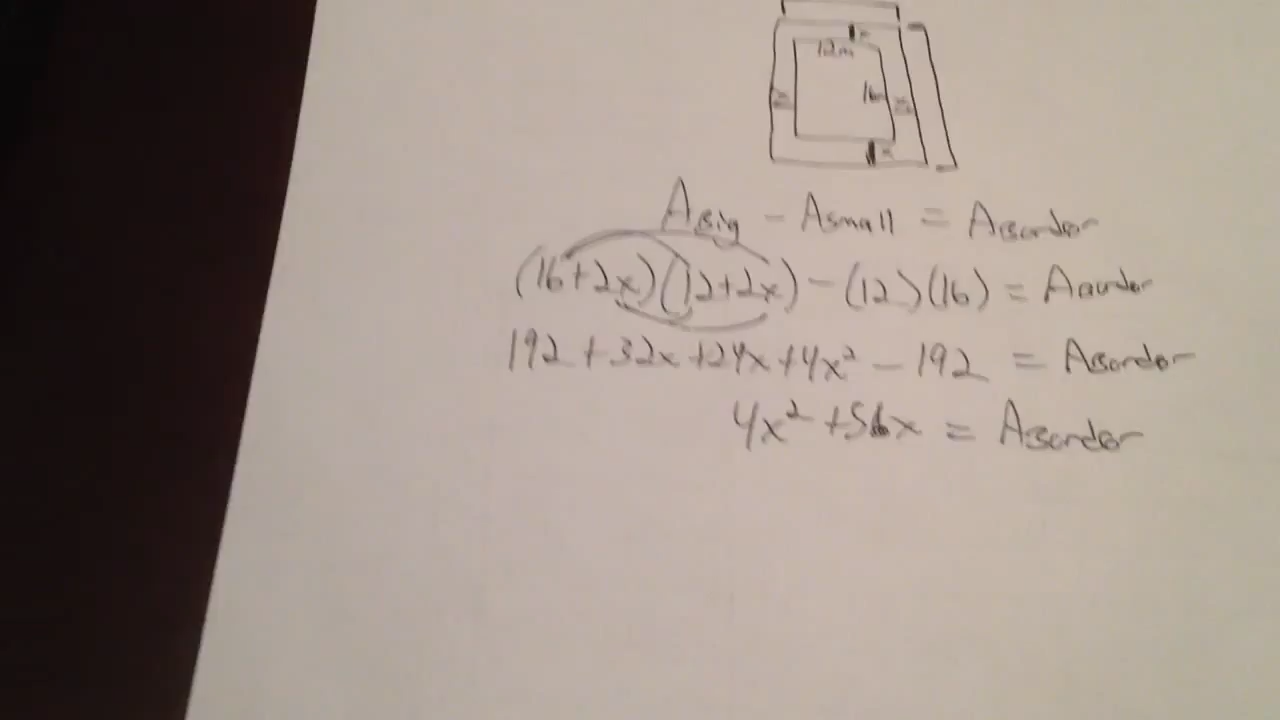 x
12m
x
16m
x
x
A Big - A small = A Border
(16+2x)(12+2x) - (12)(16) = A Border
192 + 32x + 24x + 4x² - 192 = A Border
4x² + 56x = A Border